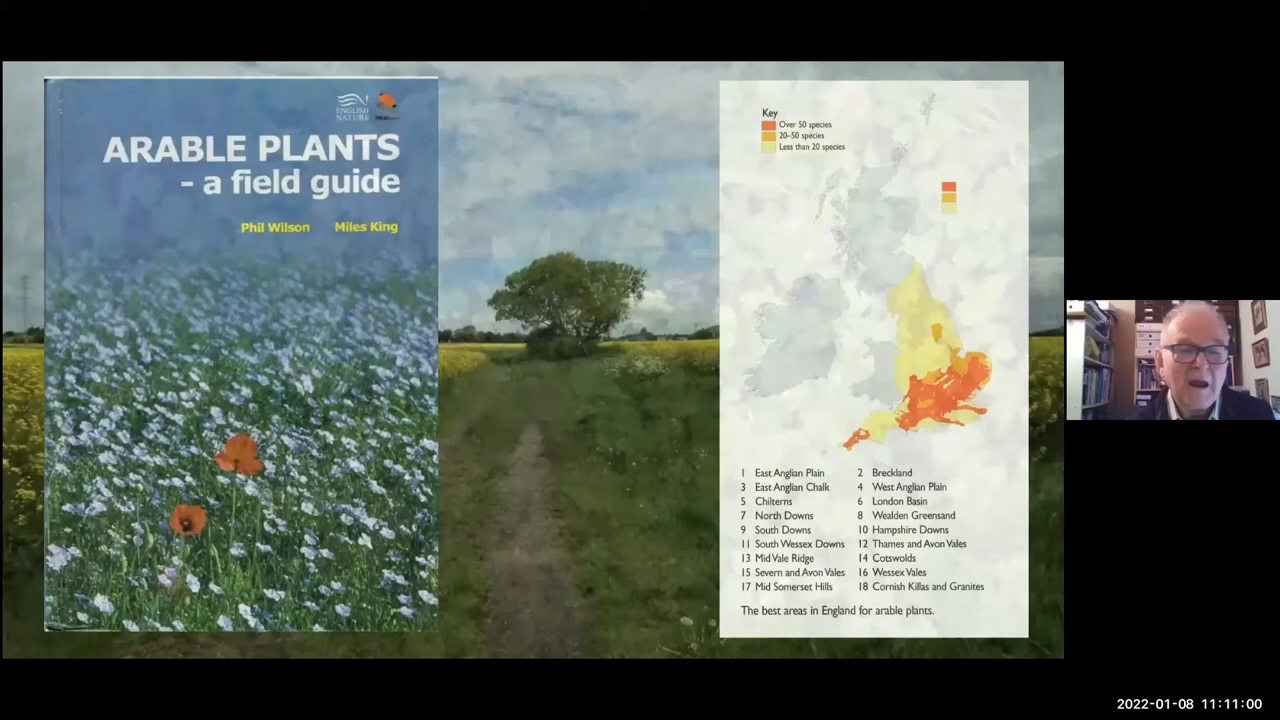 ENGLISH
NATURE
ARABLE PLANTS
- a field guide
Phil Wilson Miles King
Key
Over 50 species
20–50 species
Less than 20 species
1 East Anglian Plain 2 Breckland
3 East Anglian Chalk 4 West Anglian Plain
5 Chilterns 6 London Basin
7 North Downs 8 Wealden Greensand
9 South Downs 10 Hampshire Downs
11 South Wessex Downs 12 Thames and Avon Vales
13 Mid Vale Ridge 14 Cotswolds
15 Severn and Avon Vales 16 Wessex Vales
17 Mid Somerset Hills 18 Cornish Killas and Granites
The best areas in England for arable plants.
2022-01-08 11:11:00